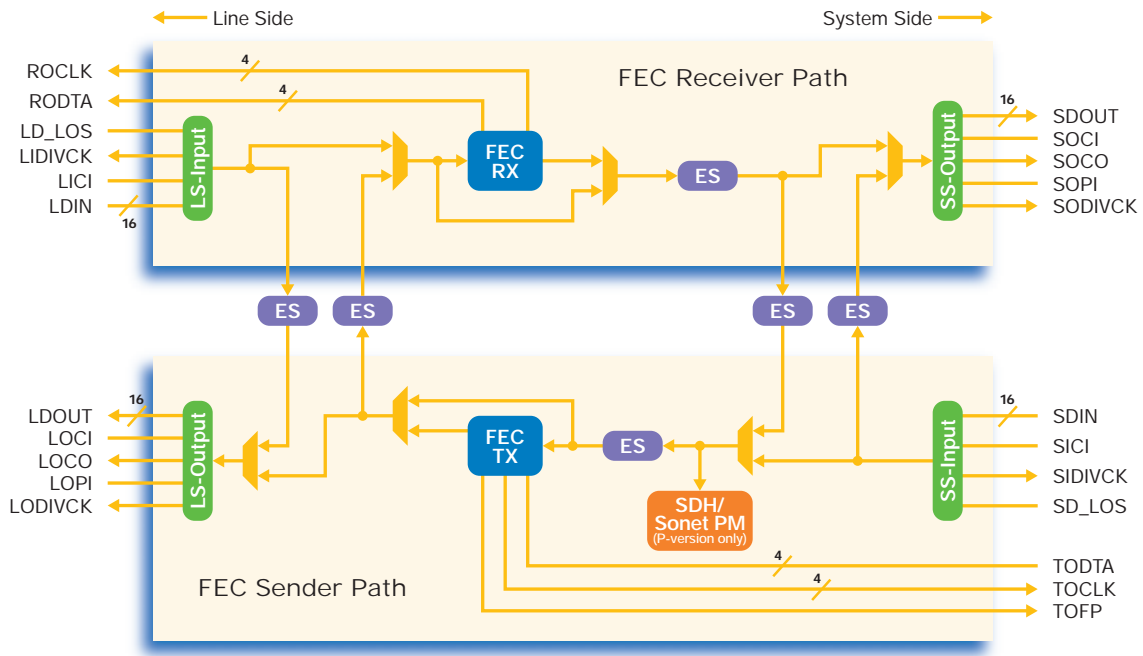 Line Side
System Side
FEC Receiver Path
4
ROCLK
4
RODTA
LD_LOS
LIDIVCK
LICI
LDIN
16
LS-Input
FEC
RX
ES
SS-Output
16
SDOUT
SOCI
SOCO
SOPI
SODIVCK
ES
ES
ES
ES
16
LDOUT
LOCI
LOCO
LOPI
LODIVCK
LS-Output
FEC
TX
ES
SDH/
Sonet PM
(P-version only)
SS-Input
16
SDIN
SICI
SIDIVCK
SD_LOS
4
TODTA
4
TOCLK
TOFP
FEC Sender Path